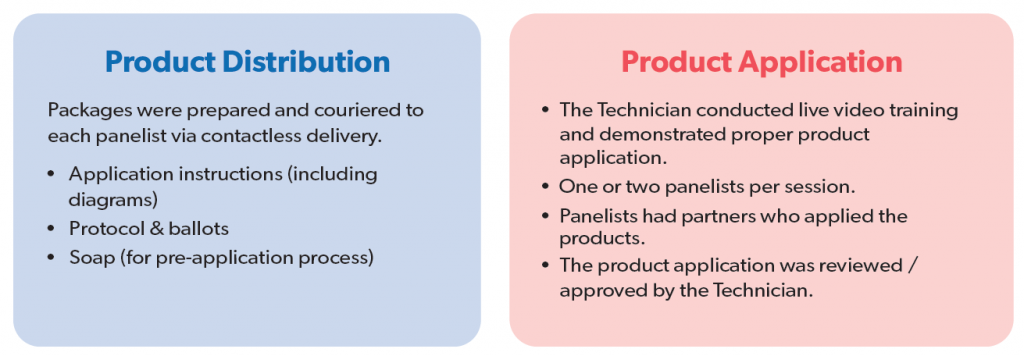 Product Distribution
Packages were prepared and couriered to
each panelist via contactless delivery.
• Application instructions (including
diagrams)
• Protocol & ballots
• Soap (for pre-application process)
Product Application
• The Technician conducted live video training
and demonstrated proper product
application.
• One or two panelists per session.
• Panelists had partners who applied the
products.
• The product application was reviewed /
approved by the Technician.